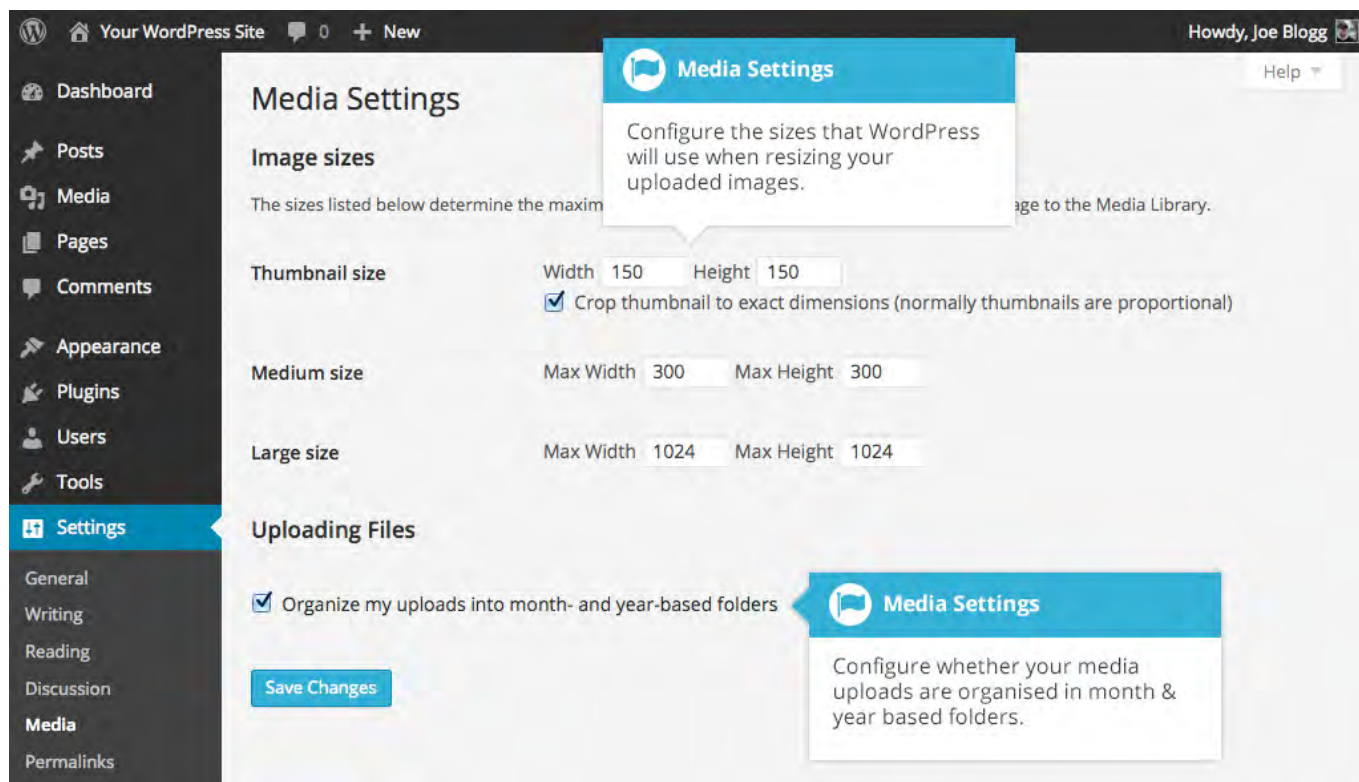 Your WordPress Site 0 + New Howdy, Joe Blogg
Help
Dashboard
Posts
Media
Pages
Comments
Appearance
Plugins
Users
Tools
Settings
General
Writing
Reading
Discussion
Media
Permalinks
Media Settings
Image sizes
The sizes listed below determine the age to the Media Library.
Media Settings
Configure the sizes that WordPress
will use when resizing your
uploaded images.
Thumbnail size Width 150 Height 150
Crop thumbnail to exact dimensions (normally thumbnails are proportional)
Medium size Max Width 300 Max Height 300
Large size Max Width 1024 Max Height 1024
Uploading Files
Organize my uploads into month- and year-based folders
Media Settings
Configure whether your media
uploads are organised in month &
year based folders.
Save Changes